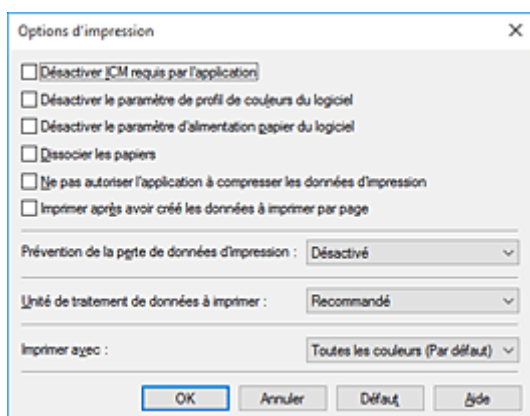 Options d'impression
Désactiver ICM requis par l'application
Désactiver le paramètre de profil de couleurs du logiciel
Désactiver le paramètre d'alimentation papier du logiciel
Dissocier les papiers
Ne pas autoriser l'application à compresser les données d'impression
Imprimer après avoir créé les données à imprimer par page
Prévention de la perte de données d'impression : Désactivé
Unité de traitement de données à imprimer : Recommandé
Imprimer avec : Toutes les couleurs (Par défaut)
OK Annuler Défaut Aide